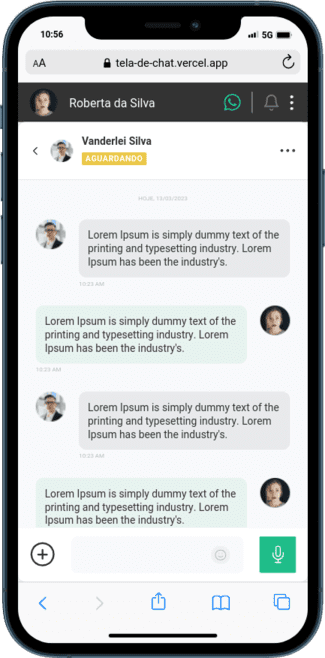 10:56
5G
AA
tela-de-chat.vercel.app
Roberta da Silva
Vanderlei Silva
AGUARDANDO
Lorem Ipsum is simply dummy text of the
printing and typesetting industry. Lorem
Ipsum has been the industry's.
10:23 AM
Lorem Ipsum is simply dummy text of the
printing and typesetting industry. Lorem
Ipsum has been the industry's.
10:23 AM
Lorem Ipsum is simply dummy text of the
printing and typesetting industry. Lorem
Ipsum has been the industry's.
10:23 AM
Lorem Ipsum is simply dummy text of the
printing and typesetting industry. Lorem
Ipsum has been the industry's.